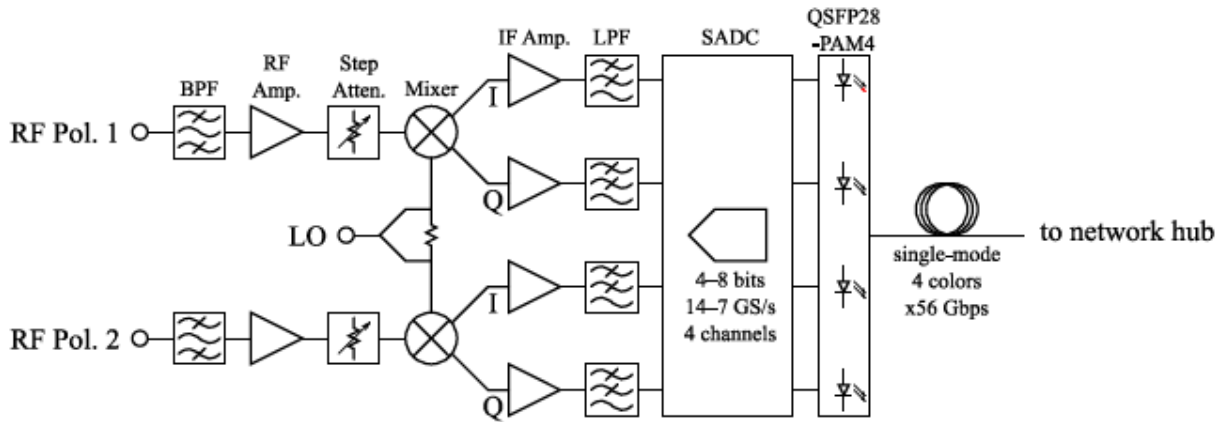 QSFP28
-PAM4
IF Amp.
LPF
SADC
RF
Amp.
Step
Atten.
BPF
Mixer
I
RF Pol. 1
Q
LO
to network hub
single-mode
4 colors
x56 Gbps
4–8 bits
14–7 GS/s
4 channels
I
RF Pol. 2
Q